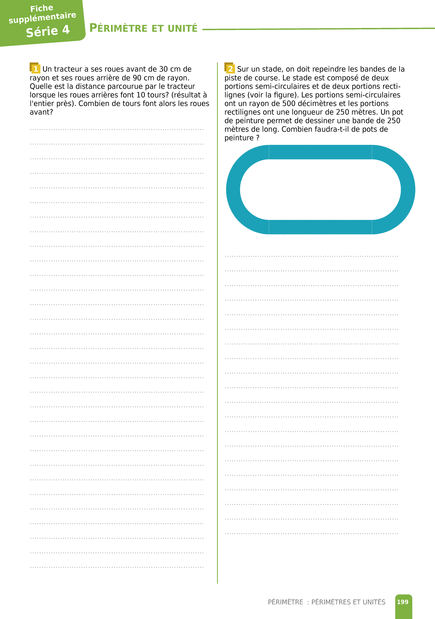 Fiche
supplémentaire
Série 4
PÉRIMÈTRE ET UNITÉ
1 Un tracteur a ses roues avant de 30 cm de
rayon et ses roues arrière de 90 cm de rayon.
Quelle est la distance parcourue par le tracteur
lorsque les roues arrières font 10 tours? (résultat à
l'entier près). Combien de tours font alors les roues
avant?
2 Sur un stade, on doit repeindre les bandes de la
piste de course. Le stade est composé de deux
portions semi-circulaires et de deux portions recti-
lignes (voir la figure). Les portions semi-circulaires
ont un rayon de 500 décimètres et les portions
rectilignes ont une longueur de 250 mètres. Un pot
de peinture permet de dessiner une bande de 250
mètres de long. Combien faudra-t-il de pots de
peinture ?
PÉRIMÈTRE : PÉRIMÈTRES ET UNITÉS 199